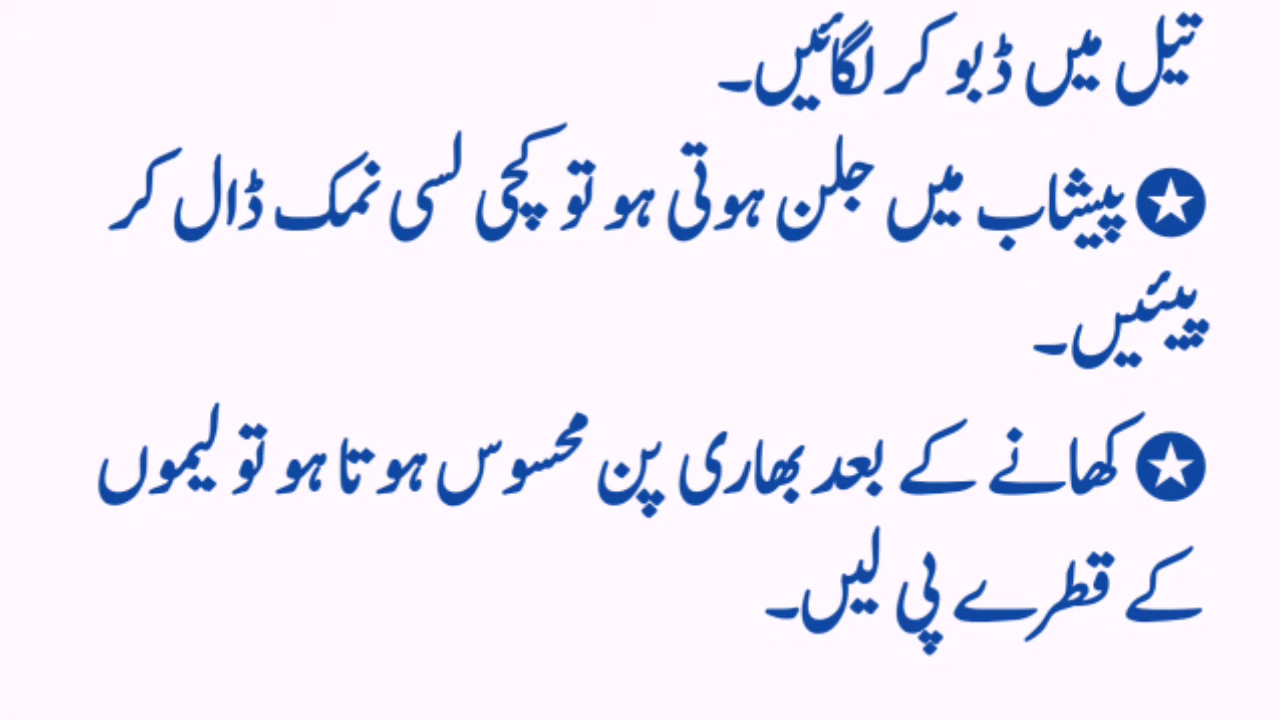 تیل میں ڈبو کر لگائیں۔
✪ پیشاب میں جلن ہوتی ہو تو کچی لسی نمک ڈال کر
پیئیں۔
✪ کھانے کے بعد بھاری پن محسوس ہوتا ہو تو لیموں
کے قطرے پی لیں۔